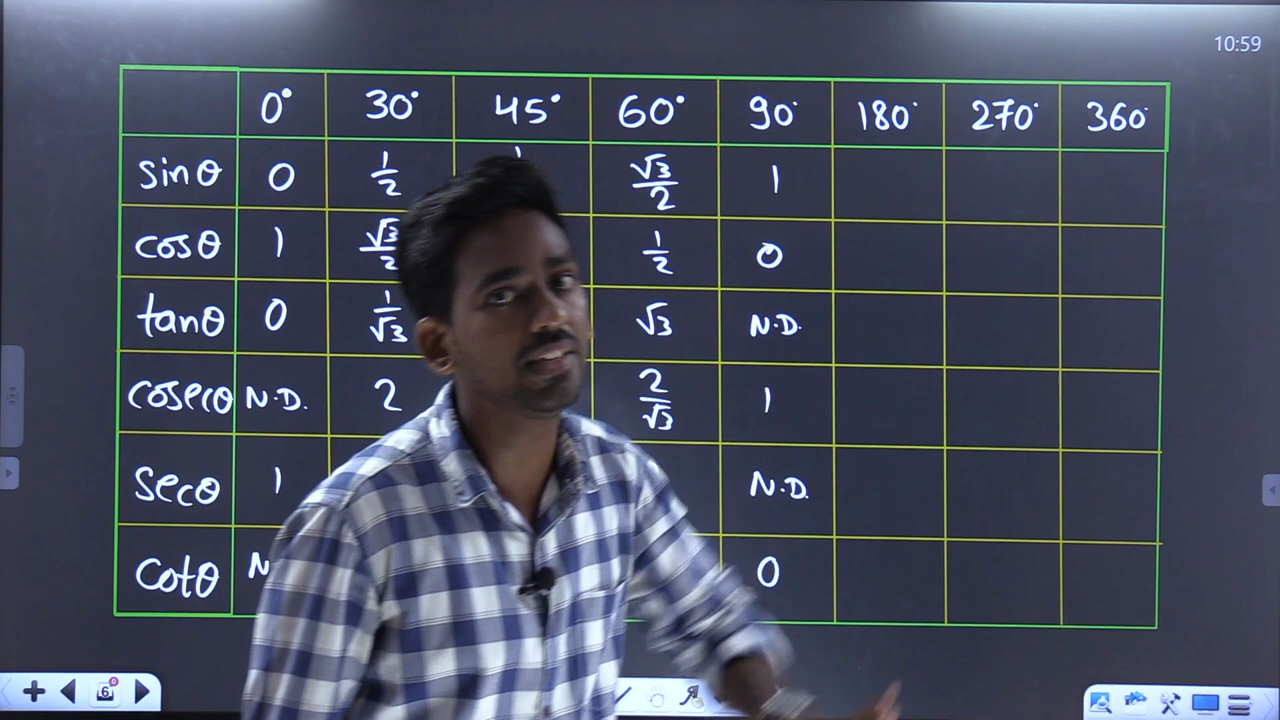 10:59
0° 30° 45° 60° 90° 180° 270° 360°
sinθ 0 1/2 √3/2 1
cosθ 1 √3/2 1/2 0
tanθ 0 1/√3 √3 N.D.
cosecθ N.D. 2 2/√3 1
secθ 1 N.D.
cotθ 0
6